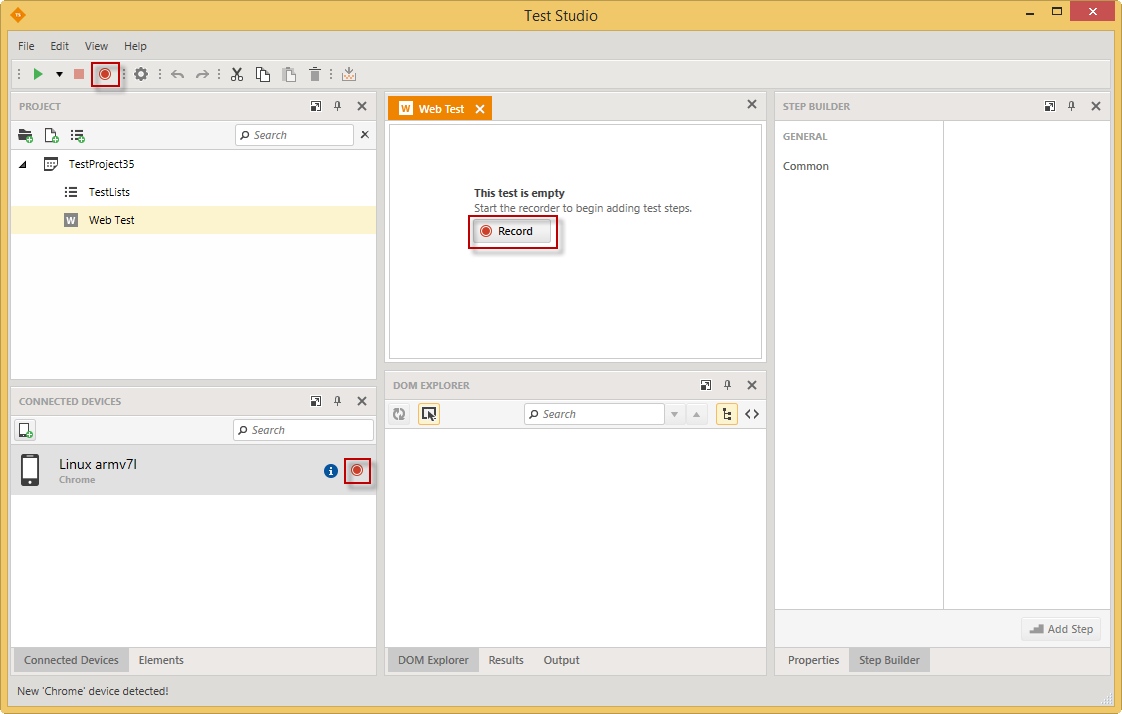 TS
Test Studio
File Edit View Help
PROJECT
Search
TestProject35
TestLists
W Web Test
CONNECTED DEVICES
Search
Linux armv7l
Chrome
Connected Devices Elements
W Web Test
This test is empty
Start the recorder to begin adding test steps.
Record
DOM EXPLORER
Search
DOM Explorer Results Output
STEP BUILDER
GENERAL
Common
Add Step
Properties Step Builder
New 'Chrome' device detected!